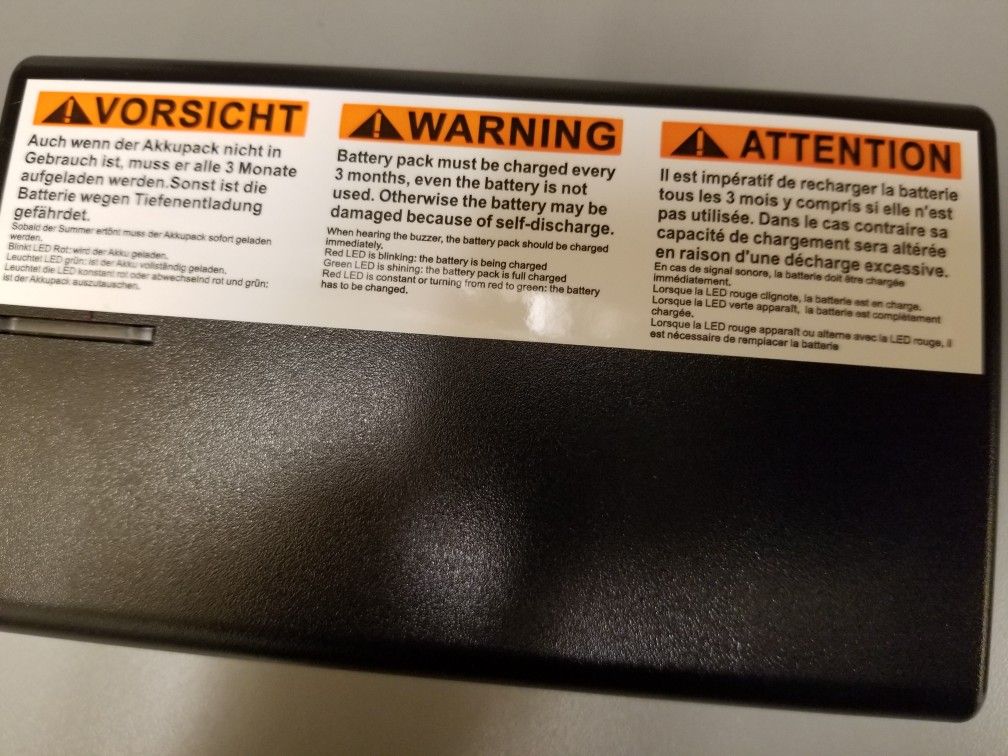 VORSICHT
Auch wenn der Akkupack nicht in
Gebrauch ist, muss er alle 3 Monate
aufgeladen werden.Sonst ist die
Batterie wegen Tiefenentladung
gefährdet.
Sobald der Summer ertönt muss der Akkupack sofort geladen
werden.
Blinkt LED Rot: wird der Akku geladen.
Leuchtet LED grün: ist der Akku vollständig geladen.
Leuchtet die LED konstant rot oder abwechselnd rot und grün:
ist der Akkupack auszutauschen.
WARNING
Battery pack must be charged every
3 months, even the battery is not
used. Otherwise the battery may be
damaged because of self-discharge.
When hearing the buzzer, the battery pack should be charged
immediately.
Red LED is blinking: the battery is being charged
Green LED is shining: the battery pack is full charged
Red LED is constant or turning from red to green: the battery
has to be changed.
ATTENTION
Il est impératif de recharger la batterie
tous les 3 mois y compris si elle n'est
pas utilisée. Dans le cas contraire sa
capacité de chargement sera altérée
en raison d'une décharge excessive.
En cas de signal sonore, la batterie doit être chargée
immédiatement.
Lorsque la LED rouge clignote, la batterie est en charge.
Lorsque la LED verte apparaît, la batterie est complètement
chargée.
Lorsque la LED rouge apparaît ou alterne avec la LED rouge, il
est nécessaire de remplacer la batterie